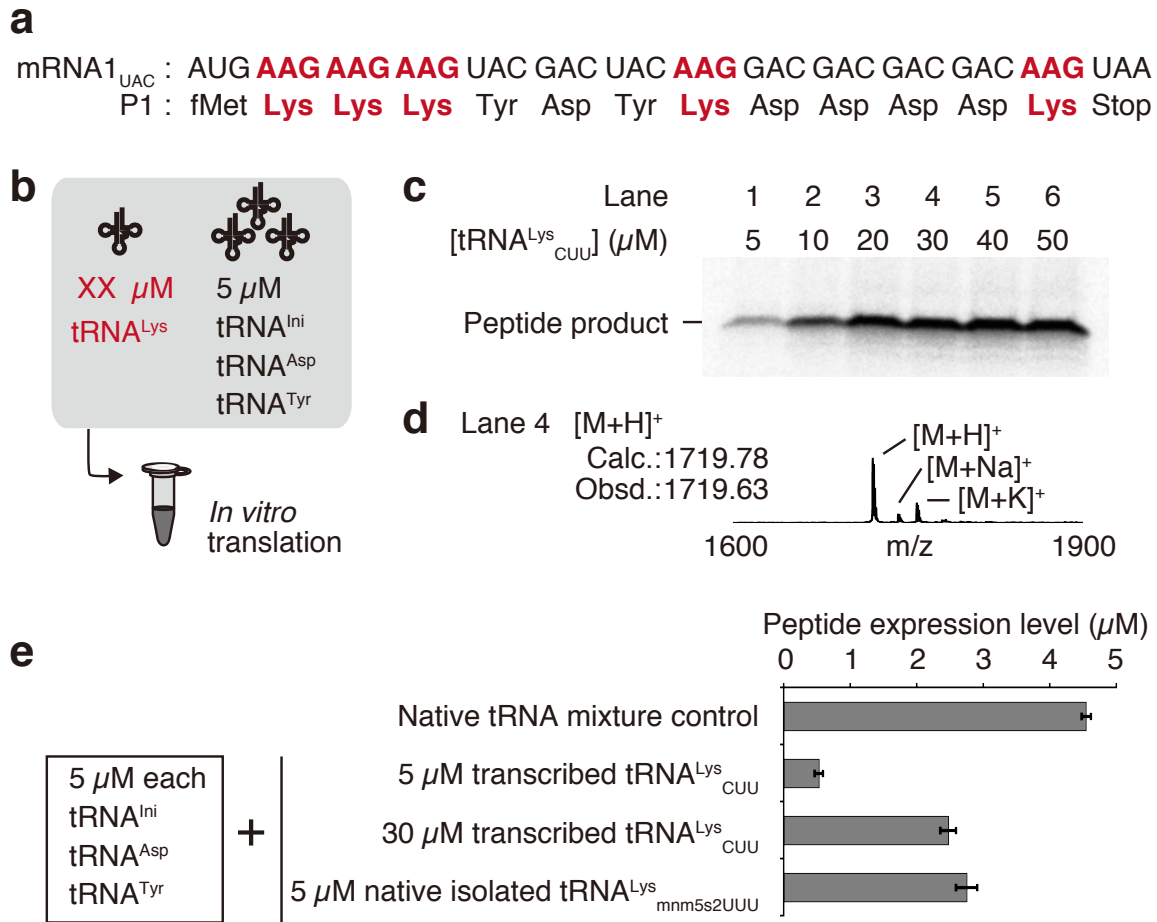 a
mRNA1UAC : AUG AAG AAG AAG UAC GAC UAC AAG GAC GAC GAC GAC AAG UAA
P1 : fMet Lys Lys Lys Tyr Asp Tyr Lys Asp Asp Asp Asp Lys Stop
b
XX µM
tRNALys
5 µM
tRNAIni
tRNAAsp
tRNATyr
In vitro
translation
c
Lane 1 2 3 4 5 6
[tRNALysCUU] (µM) 5 10 20 30 40 50
Peptide product
d
Lane 4 [M+H]+
Calc.:1719.78
Obsd.:1719.63
[M+H]+
[M+Na]+
[M+K]+
1600 m/z 1900
e
Peptide expression level (µM)
0 1 2 3 4 5
Native tRNA mixture control
5 µM transcribed tRNALysCUU
30 µM transcribed tRNALysCUU
5 µM native isolated tRNALysmnm5s2UUU
5 µM each
tRNAIni
tRNAAsp
tRNATyr
+